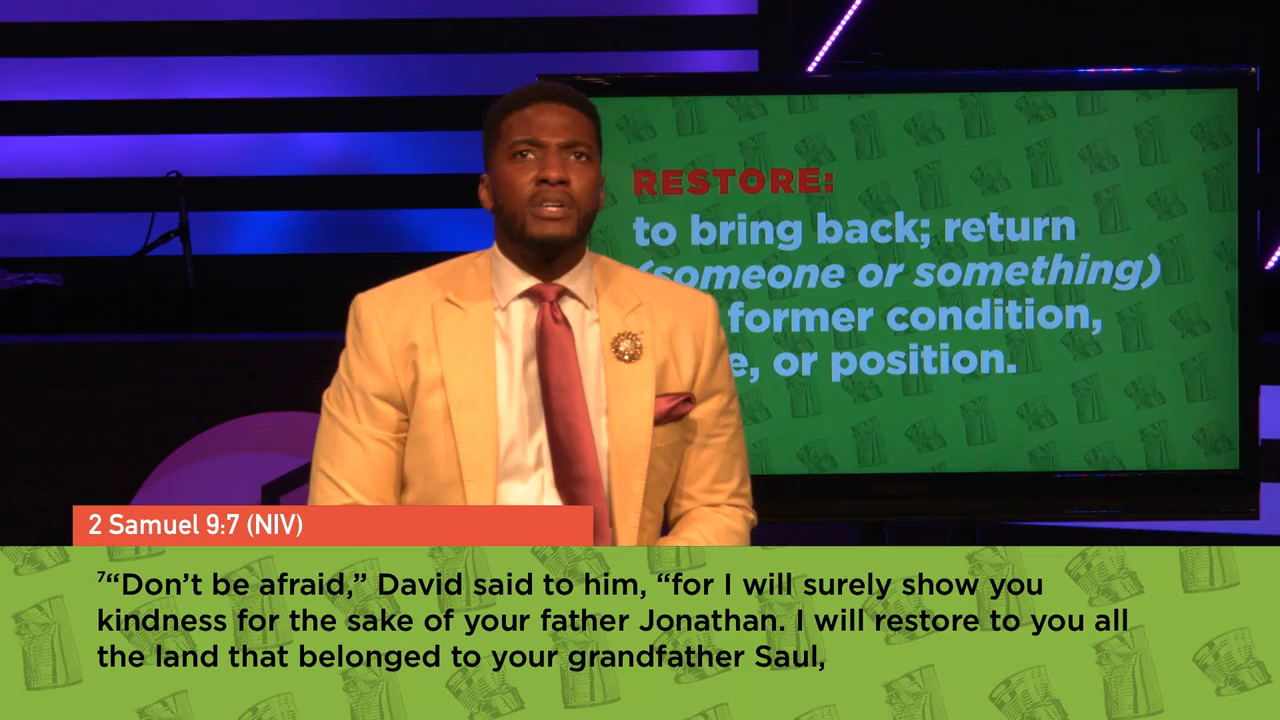 RESTORE:
to bring back; return
(someone or something)
former condition,
or position.
2 Samuel 9:7 (NIV)
7“Don’t be afraid,” David said to him, “for I will surely show you
kindness for the sake of your father Jonathan. I will restore to you all
the land that belonged to your grandfather Saul,